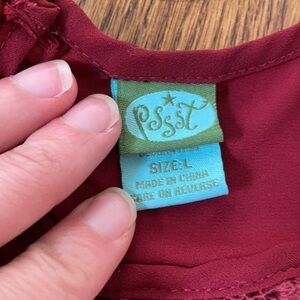 Pssst
SIZE: L
MADE IN CHINA
CARE ON REVERSE